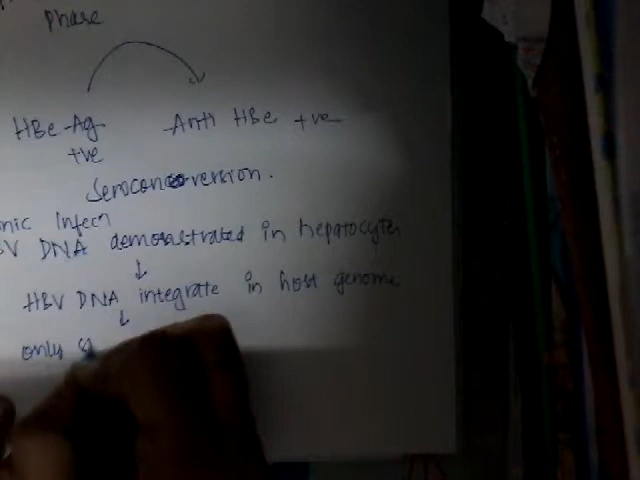 phase
HBe-Ag Anti HBe +ve
+ve
Seroconversion.
nic Infecn
V DNA demonstrated in hepatocytes
↓
HBV DNA integrate in host genome
↓
only